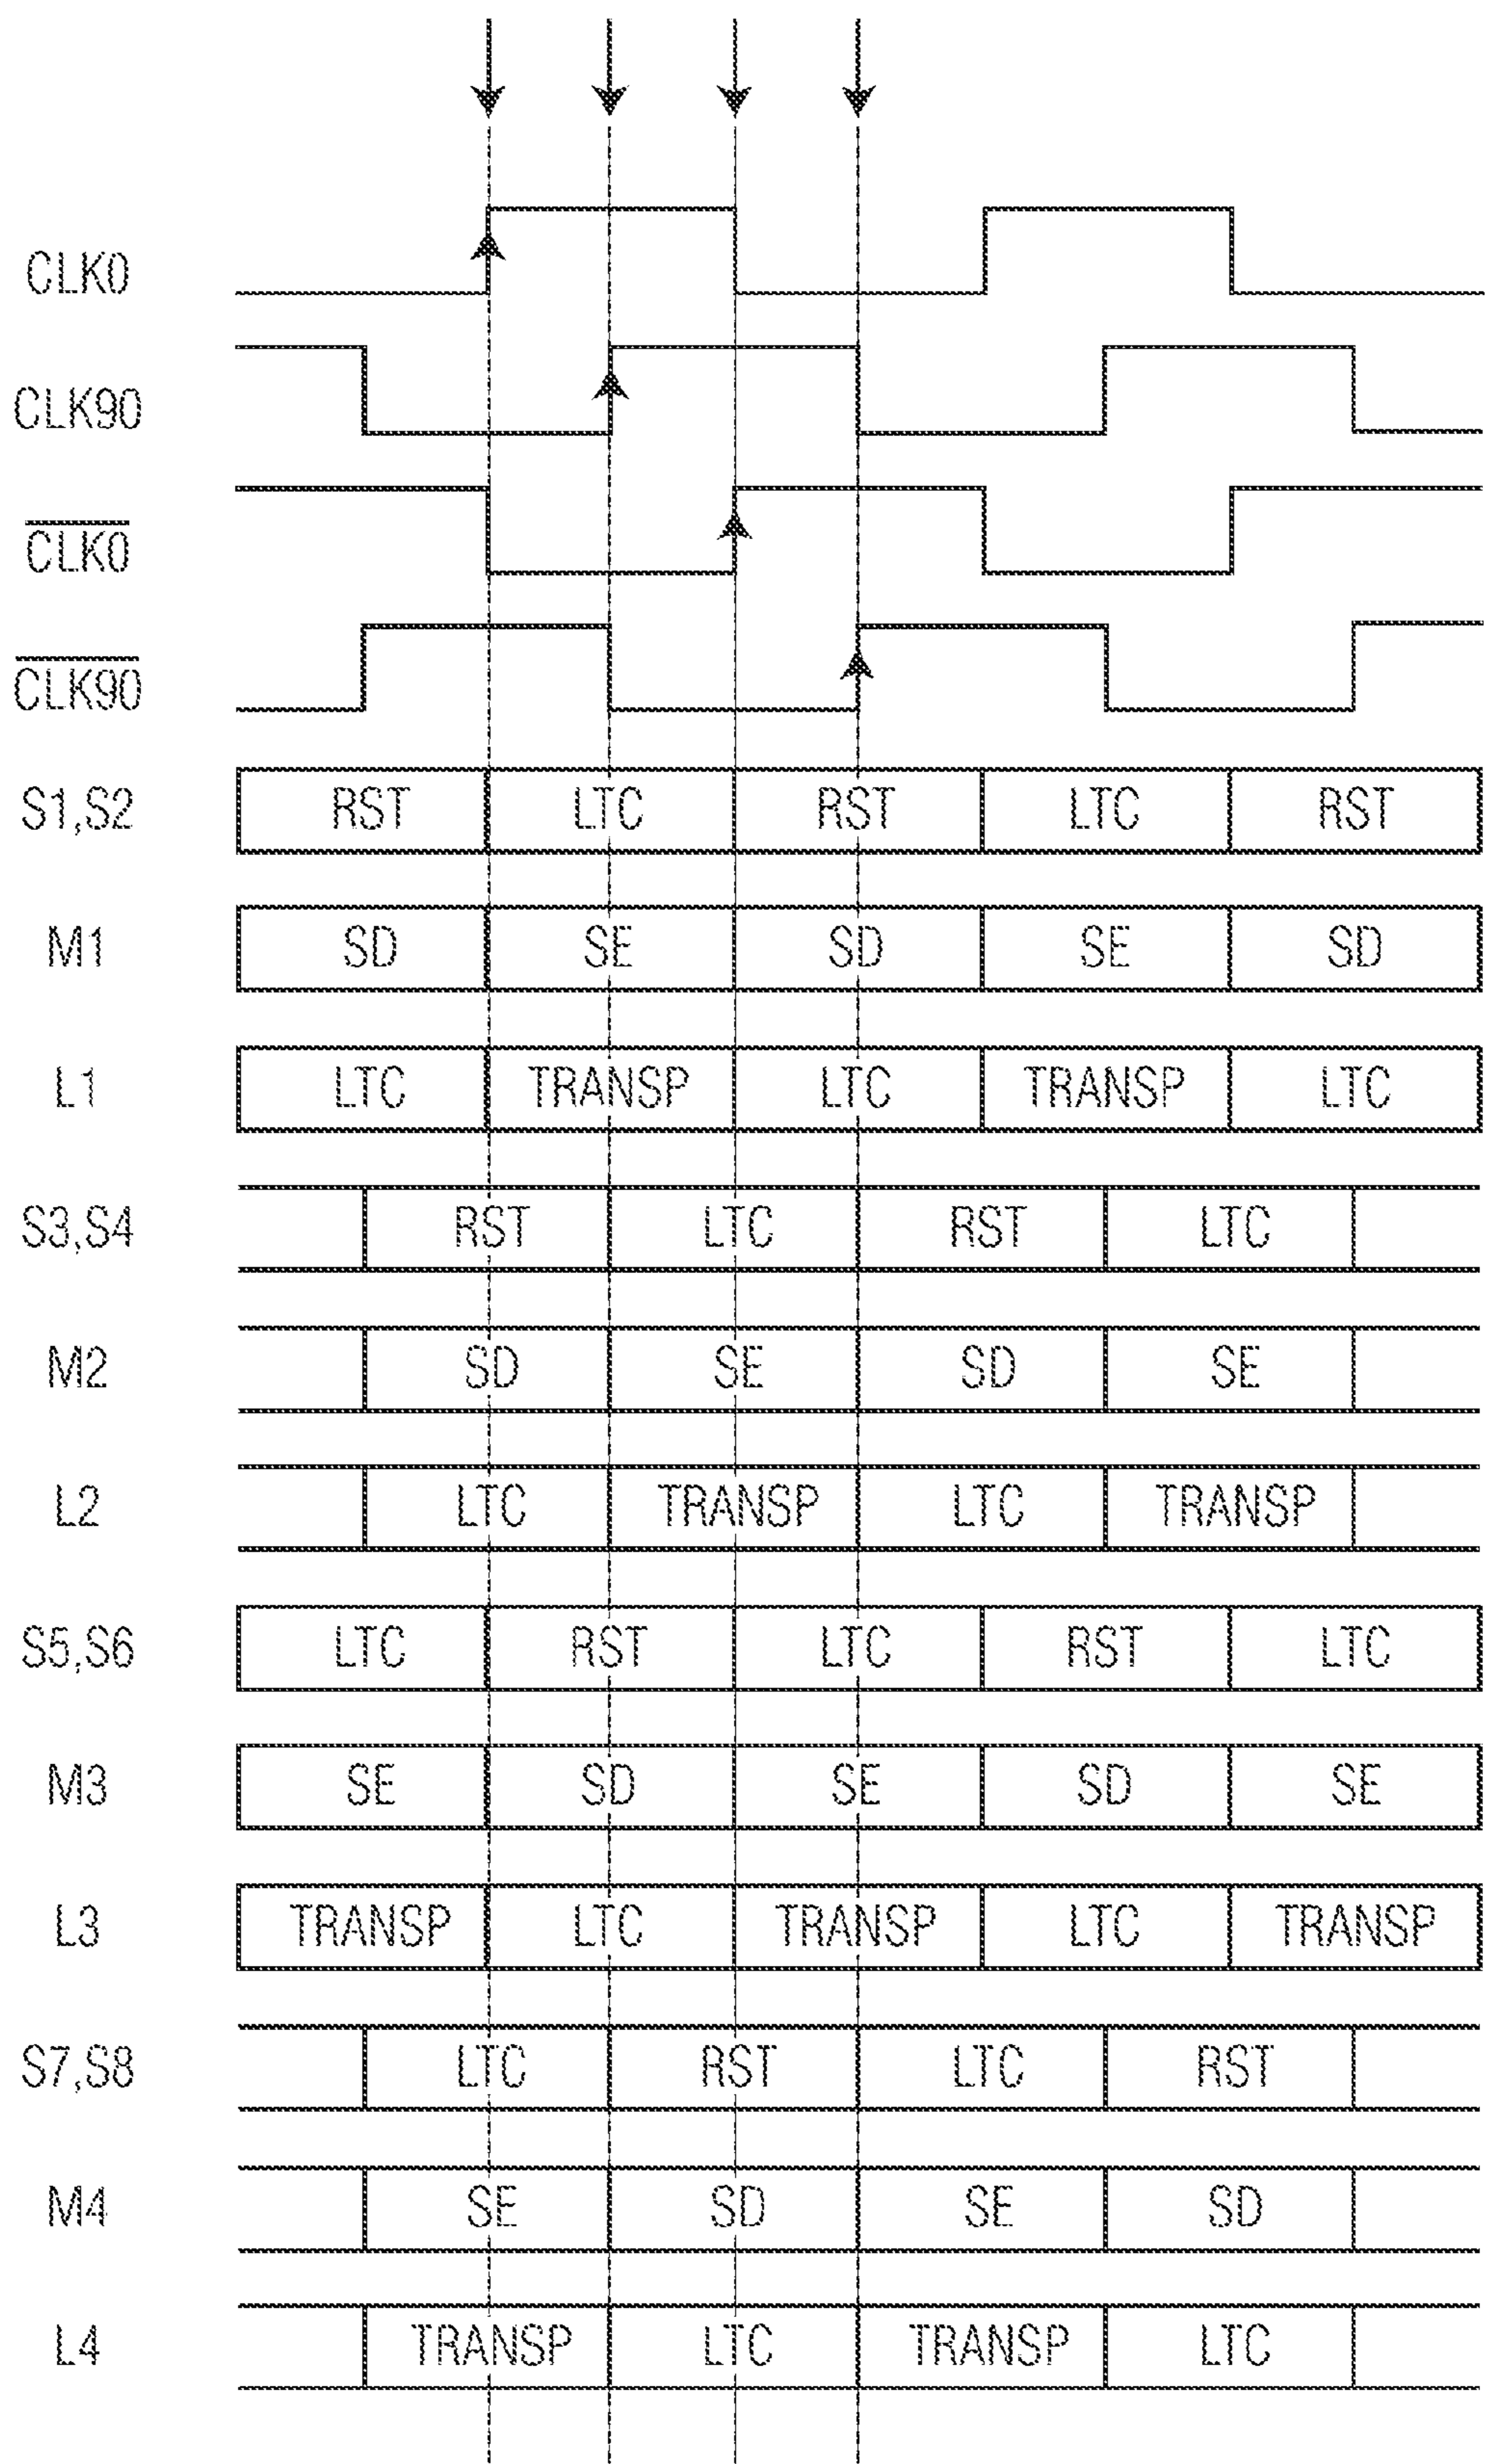 CLK0
CLK90
CLK0
CLK90
S1,S2 RST LTC RST LTC RST
M1 SD SE SD SE SD
L1 LTC TRANSP LTC TRANSP LTC
S3,S4 RST LTC RST LTC
M2 SD SE SD SE
L2 LTC TRANSP LTC TRANSP
S5,S6 LTC RST LTC RST LTC
M3 SE SD SE SD SE
L3 TRANSP LTC TRANSP LTC TRANSP
S7,S8 LTC RST LTC RST
M4 SE SD SE SD
L4 TRANSP LTC TRANSP LTC